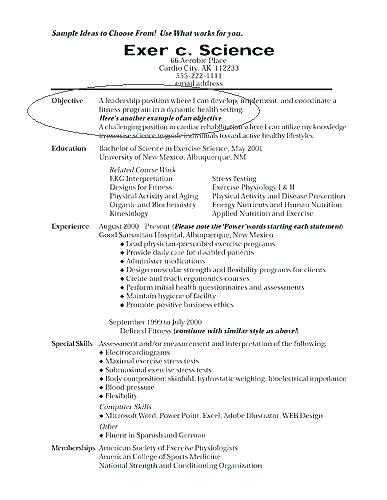 Sample Ideas to Choose From! Use What works for you.
Exer c. Science
66 Aerobic Place
Cardio City, AK 112233
555-222-1111
email address
Objective A leadership position where I can develop, implement, and coordinate a
fitness program in a dynamic health setting.
Here's another example of an objective
A challenging position in cardiac rehabilitation where I can utilize my knowledge
in exercise science to guide individuals toward active healthy lifestyles.
Education Bachelor of Science in Exercise Science, May 2001
University of New Mexico, Albuquerque, NM
Related Course Work
EKG Interpretation Stress Testing
Designs for Fitness Exercise Physiology I & II
Physical Activity and Aging Physical Activity and Disease Prevention
Organic and Biochemistry Energy Nutrients and Human Nutrition
Kinesiology Applied Nutrition and Exercise
Experience August 2000 - Present (Please note the 'Power' words starting each statement)
Good Samaritan Hospital, Albuquerque, New Mexico
◆ Lead physician-prescribed exercise programs
◆ Provide daily care for disabled patients
◆ Administer medications
◆ Design muscular strength and flexibility programs for clients
◆ Create and teach ergonomics courses
◆ Perform initial health questionnaires and assessments
◆ Maintain hygiene of facility
◆ Promote positive business ethics
September 1999 to July 2000
Defined Fitness (continue with similar style as above!)
Special Skills Assessment and/or measurement and interpretation of the following:
◆ Electrocardiograms
◆ Maximal exercise stress tests
◆ Submaximal exercise stress tests
◆ Body composition: skinfold, hydrostatic weighing, bioelectrical impedance
◆ Blood pressure
◆ Flexibility
Computer Skills
◆ Microsoft Word, Power Point, Excel, Adobe Illustrator, WEB Design
Other
◆ Fluent in Spanish and German
Memberships American Society of Exercise Physiologists
American College of Sports Medicine
National Strength and Conditioning Organization